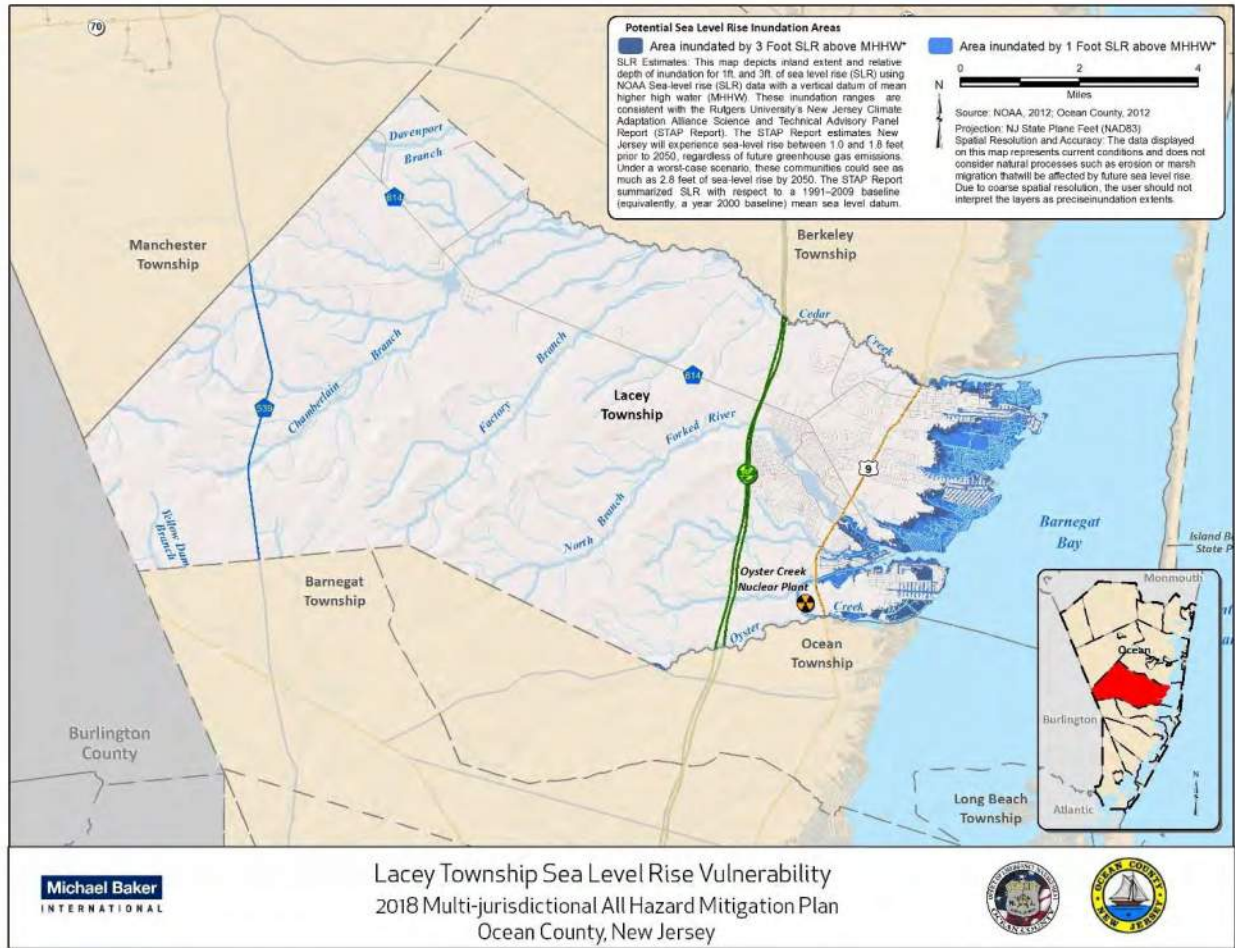 Potential Sea Level Rise Inundation Areas
Area inundated by 3 Foot SLR above MHHW*
SLR Estimates: This map depicts inland extent and relative
depth of inundation for 1ft. and 3ft. of sea level rise (SLR) using
NOAA Sea-level rise (SLR) data with a vertical datum of mean
higher high water (MHHW). These inundation ranges are
consistent with the Rutgers University's New Jersey Climate
Adaptation Alliance Science and Technical Advisory Panel
Report (STAP Report). The STAP Report estimates New
Jersey will experience sea-level rise between 1.0 and 1.8 feet
prior to 2050, regardless of future greenhouse gas emissions.
Under a worst-case scenario, these communities could see as
much as 2.8 feet of sea-level rise by 2050. The STAP Report
summarized SLR with respect to a 1991–2009 baseline
(equivalently, a year 2000 baseline) mean sea level datum.
Area inundated by 1 Foot SLR above MHHW*
N
0 2 4
Miles
Source: NOAA, 2012; Ocean County, 2012
Projection: NJ State Plane Feet (NAD83)
Spatial Resolution and Accuracy: The data displayed
on this map represents current conditions and does not
consider natural processes such as erosion or marsh
migration thatwill be affected by future sea level rise.
Due to coarse spatial resolution, the user should not
interpret the layers as preciseinundation extents.
70
Davenport
Branch
614
Manchester
Township
Berkeley
Township
Cedar
Creek
Chamberlain Branch
Factory Branch
614
539
Lacey
Township
Forked River
North Branch
9
Barnegat
Bay
Island
State
Yellow Dam
Branch
Barnegat
Township
Oyster Creek
Nuclear Plant
Oyster Creek
Ocean
Township
Burlington
County
Long Beach
Township
Monmouth
Ocean
Burlington
Atlantic
N
Michael Baker
INTERNATIONAL
Lacey Township Sea Level Rise Vulnerability
2018 Multi-jurisdictional All Hazard Mitigation Plan
Ocean County, New Jersey
OCEAN COUNTY
OCEAN COUNTY
NEW JERSEY